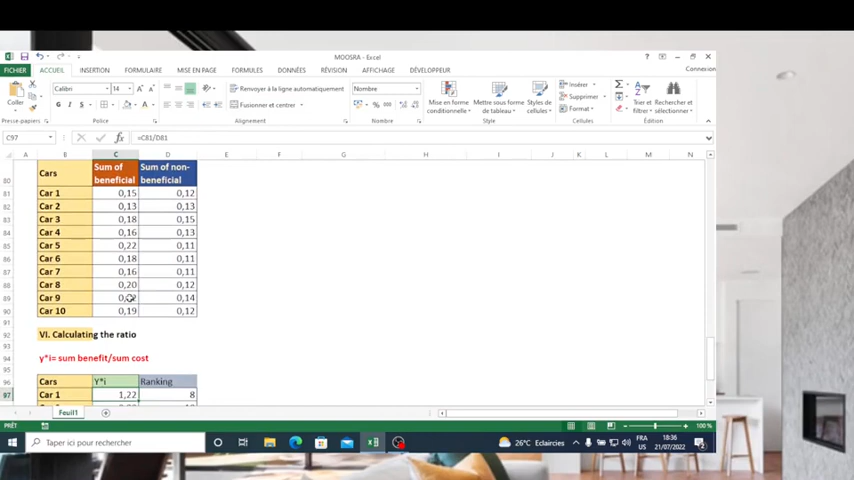 MOOSRA - Excel
FICHIER ACCUEIL INSERTION FORMULAIRE MISE EN PAGE FORMULES DONNÉES RÉVISION AFFICHAGE DÉVELOPPEUR Connexion
Calibri 14 Renvoyer à la ligne automatiquement Nombre Insérer
Coller G I S Fusionner et centrer % Mise en forme Mettre sous forme Styles de Supprimer Trier et Rechercher et
conditionnelle de tableau cellules Format filtrer sélectionner
Presse-papiers Police Alignement Nombre Style Cellules Édition
C97 fx =C81/D81
A B C D E F G H I J K L M N
80 Cars Sum of beneficial Sum of non-beneficial
81 Car 1 0,15 0,12
82 Car 2 0,13 0,13
83 Car 3 0,18 0,15
84 Car 4 0,16 0,13
85 Car 5 0,22 0,11
86 Car 6 0,18 0,11
87 Car 7 0,16 0,11
88 Car 8 0,20 0,12
89 Car 9 0,14
90 Car 10 0,19 0,12
91
92 VI. Calculating the ratio
93
94 y*i= sum benefit/sum cost
95
96 Cars Y*i Ranking
97 Car 1 1,22 8
Feuil1
PRÊT 100 %
Taper ici pour rechercher 26°C Eclaircies FRA 18:36
US 21/07/2022 2